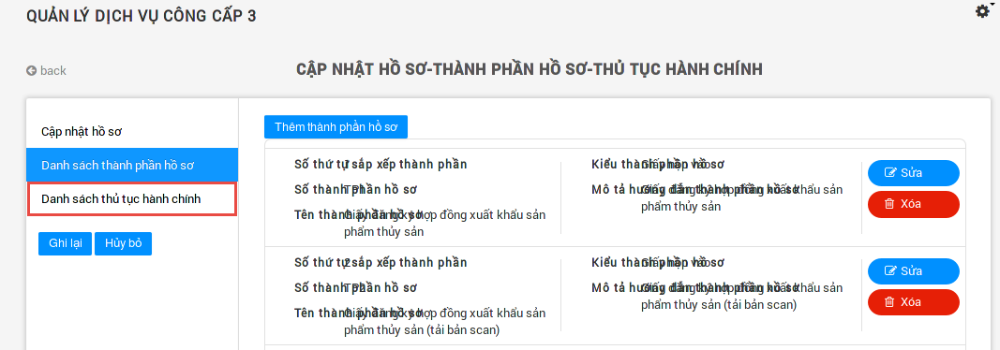 QUẢN LÝ DỊCH VỤ CÔNG CẤP 3
back
CẬP NHẬT HỒ SƠ-THÀNH PHẦN HỒ SƠ-THỦ TỤC HÀNH CHÍNH
Cập nhật hồ sơ
Danh sách thành phần hồ sơ
Danh sách thủ tục hành chính
Ghi lại
Hủy bỏ
Thêm thành phần hồ sơ
Số thứ tự sắp xếp thành phần
1
Số thành phần hồ sơ
TP1
Tên thành phần hồ sơ
Giấy đăng ký hợp đồng xuất khẩu sản
phẩm thủy sản
Kiểu thành phần hồ sơ
Giấy nộp vào
Mô tả hướng dẫn thành phần hồ sơ
Giấy đăng ký hợp đồng xuất khẩu sản
phẩm thủy sản
Sửa
Xóa
Số thứ tự sắp xếp thành phần
2
Số thành phần hồ sơ
TP2
Tên thành phần hồ sơ
Giấy đăng ký hợp đồng xuất khẩu sản
phẩm thủy sản (tải bản scan)
Kiểu thành phần hồ sơ
Giấy nộp vào
Mô tả hướng dẫn thành phần hồ sơ
Giấy đăng ký hợp đồng xuất khẩu sản
phẩm thủy sản (tải bản scan)
Sửa
Xóa